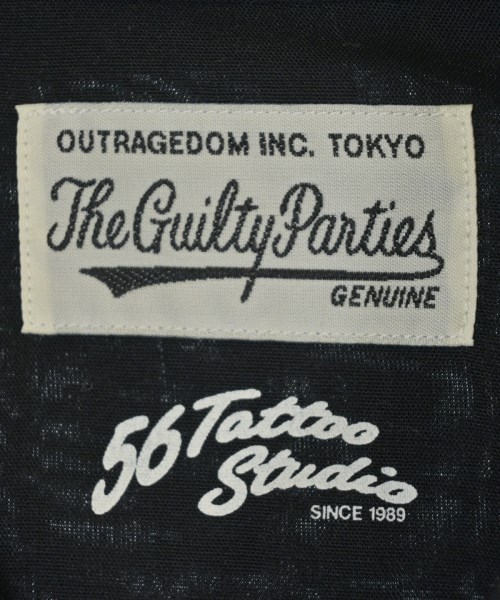 OUTRAGEDOM INC. TOKYO
The Guilty Parties
GENUINE
56 Tattoo
Studio
SINCE 1989